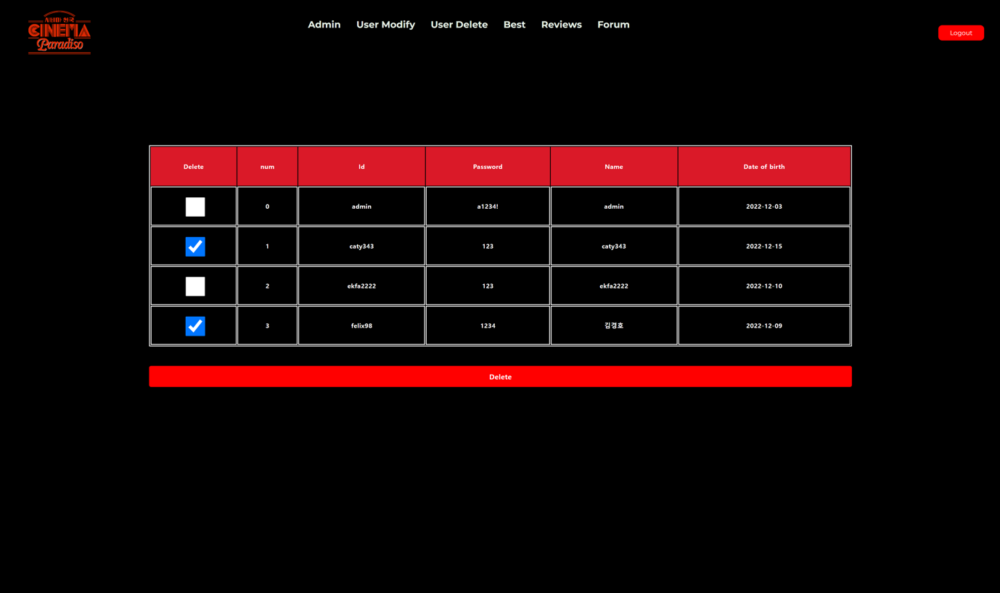 시네마 천국
CINEMA
Paradiso
Admin User Modify User Delete Best Reviews Forum
Logout
Delete num Id Password Name Date of birth
0 admin a1234! admin 2022-12-03
1 caty343 123 caty343 2022-12-15
2 ekfa2222 123 ekfa2222 2022-12-10
3 felix98 1234 김경호 2022-12-09
Delete